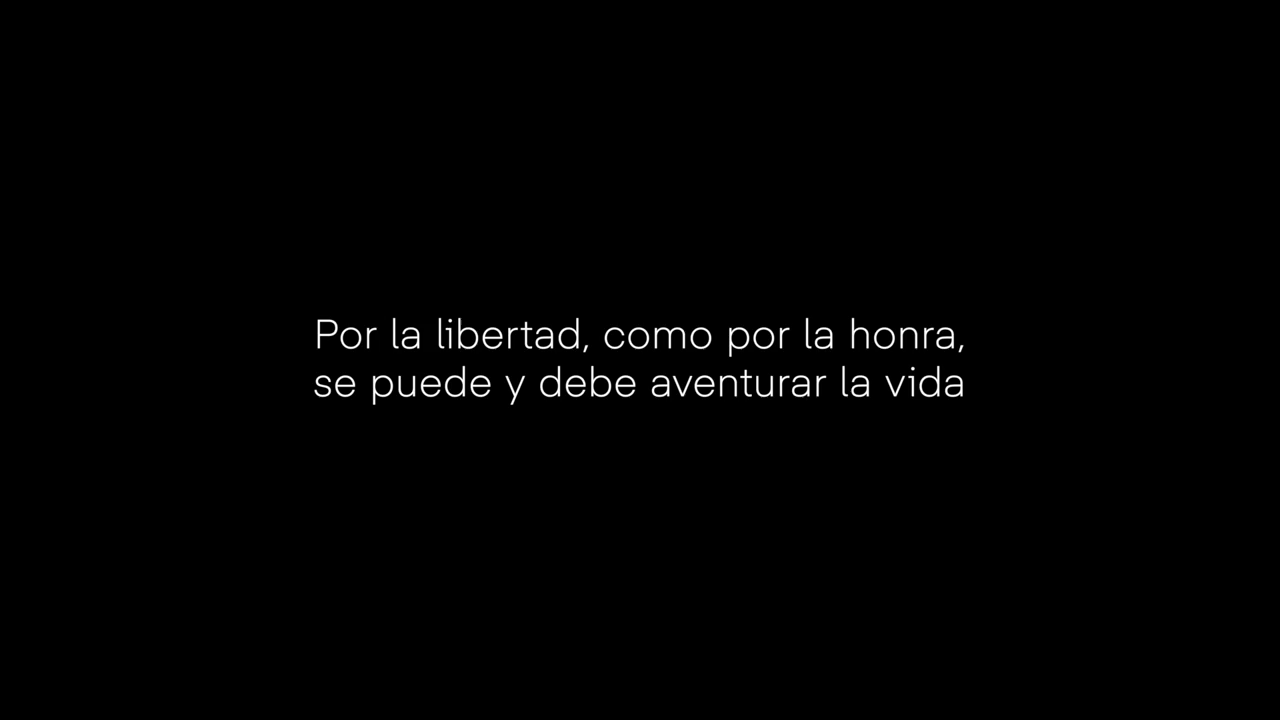 Por la libertad, como por la honra,
se puede y debe aventurar la vida